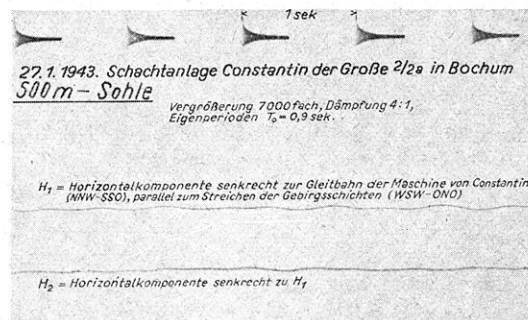 1 sek
27.1.1943. Schachtanlage Constantin der Große 2/2a in Bochum
500m - Sohle
Vergrößerung 7000fach, Dämpfung 4:1,
Eigenperioden T₀ = 0,9 sek.
H₁ = Horizontalkomponente senkrecht zur Gleitbahn der Maschine von Constantin
(NNW-SSO), parallel zum Streichen der Gebirgsschichten (WSW-ONO)
H₂ = Horizontalkomponente senkrecht zu H₁